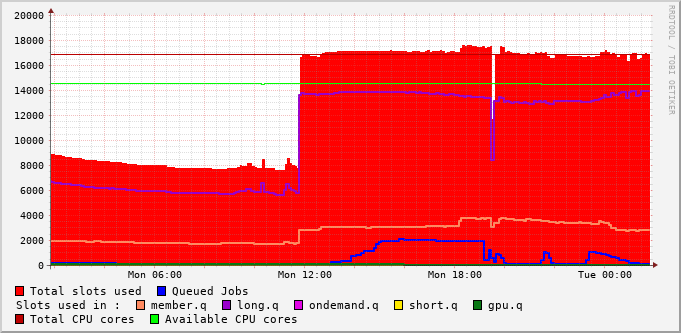 RRDTOOL / TOBI OETIKER
20000
18000
16000
14000
12000
10000
8000
6000
4000
2000
0
Mon 06:00 Mon 12:00 Mon 18:00 Tue 00:00
Total slots used Queued Jobs
Slots used in : member.q long.q ondemand.q short.q gpu.q
Total CPU cores Available CPU cores